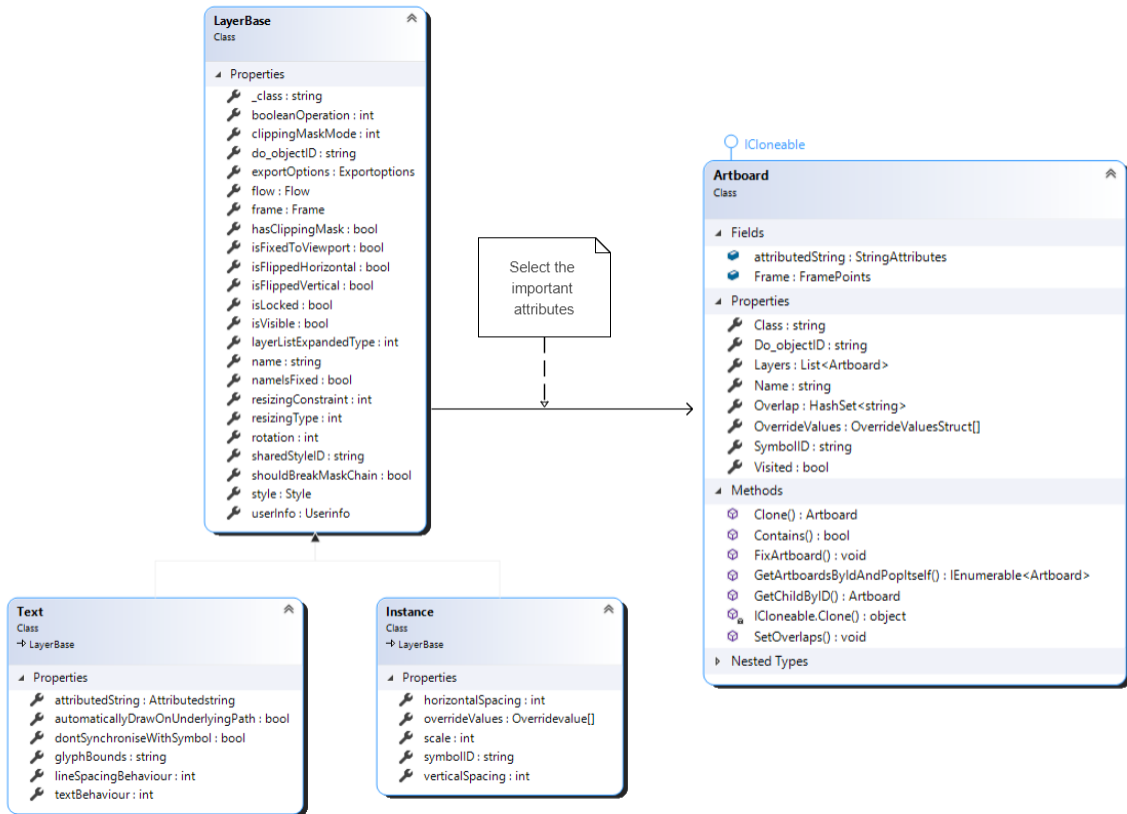 LayerBase
Class
Properties
_class : string
booleanOperation : int
clippingMaskMode : int
do_objectID : string
exportOptions : Exportoptions
flow : Flow
frame : Frame
hasClippingMask : bool
isFixedToViewport : bool
isFlippedHorizontal : bool
isFlippedVertical : bool
isLocked : bool
isVisible : bool
layerListExpandedType : int
name : string
nameIsFixed : bool
resizingConstraint : int
resizingType : int
rotation : int
sharedStyleID : string
shouldBreakMaskChain : bool
style : Style
userInfo : Userinfo
Select the
important
attributes
ICloneable
Artboard
Class
Fields
attributedString : StringAttributes
Frame : FramePoints
Properties
Class : string
Do_objectID : string
Layers : List<Artboard>
Name : string
Overlap : HashSet<string>
OverrideValues : OverrideValuesStruct[]
SymbolID : string
Visited : bool
Methods
Clone() : Artboard
Contains() : bool
FixArtboard() : void
GetArtboardsByIdAndPopItself() : IEnumerable<Artboard>
GetChildByID() : Artboard
ICloneable.Clone() : object
SetOverlaps() : void
Nested Types
Text
Class
LayerBase
Properties
attributedString : Attributedstring
automaticallyDrawOnUnderlyingPath : bool
dontSynchroniseWithSymbol : bool
glyphBounds : string
lineSpacingBehaviour : int
textBehaviour : int
Instance
Class
LayerBase
Properties
horizontalSpacing : int
overrideValues : Overridevalue[]
scale : int
symbolID : string
verticalSpacing : int